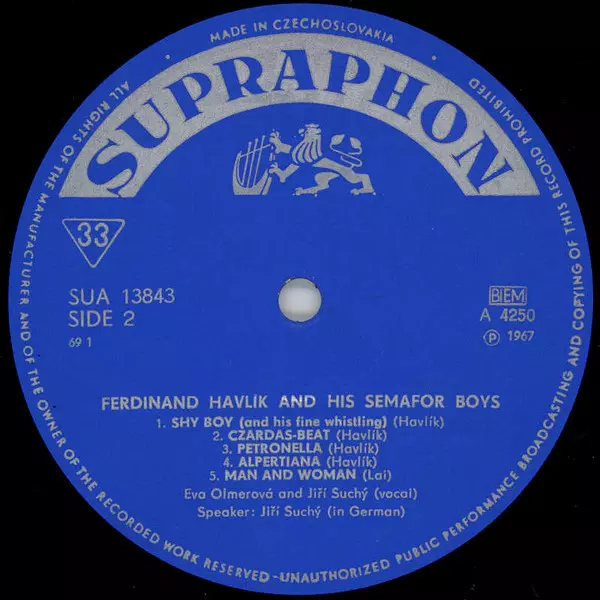 MADE IN CZECHOSLOVAKIA
SUPRAPHON
33
SUA 13843
SIDE 2
69 1
BIEM
A 4250
Ⓟ 1967
FERDINAND HAVLÍK AND HIS SEMAFOR BOYS
1. SHY BOY (and his fine whistling) (Havlík)
2. CZARDAS-BEAT (Havlík)
3. PETRONELLA (Havlík)
4. ALPERTIANA (Havlík)
5. MAN AND WOMAN (Lai)
Eva Olmerová and Jiří Suchý (vocal)
Speaker: Jiří Suchý (in German)
ALL RIGHTS OF THE MANUFACTURER AND OF THE OWNER OF THE RECORDED WORK RESERVED - UNAUTHORIZED PUBLIC PERFORMANCE BROADCASTING AND COPYING OF THIS RECORD PROHIBITED